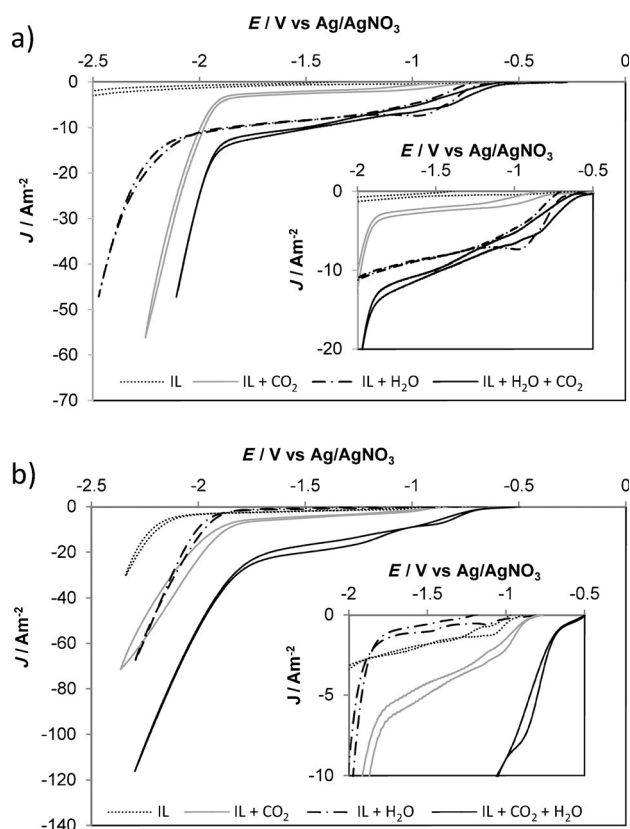 a)
E / V vs Ag/AgNO3
-2.5 -2 -1.5 -1 -0.5 0
0
-10
-20
-30
-40
-50
-60
-70
J / Am-2
E / V vs Ag/AgNO3
-2 -1.5 -1 -0.5
0
-10
-20
J / Am-2
IL IL + CO2 IL + H2O IL + H2O + CO2
b)
E / V vs Ag/AgNO3
-2.5 -2 -1.5 -1 -0.5 0
0
-20
-40
-60
-80
-100
-120
-140
J / Am-2
E / V vs Ag/AgNO3
-2 -1.5 -1 -0.5
0
-5
-10
J / Am-2
IL IL + CO2 IL + H2O IL + CO2 + H2O